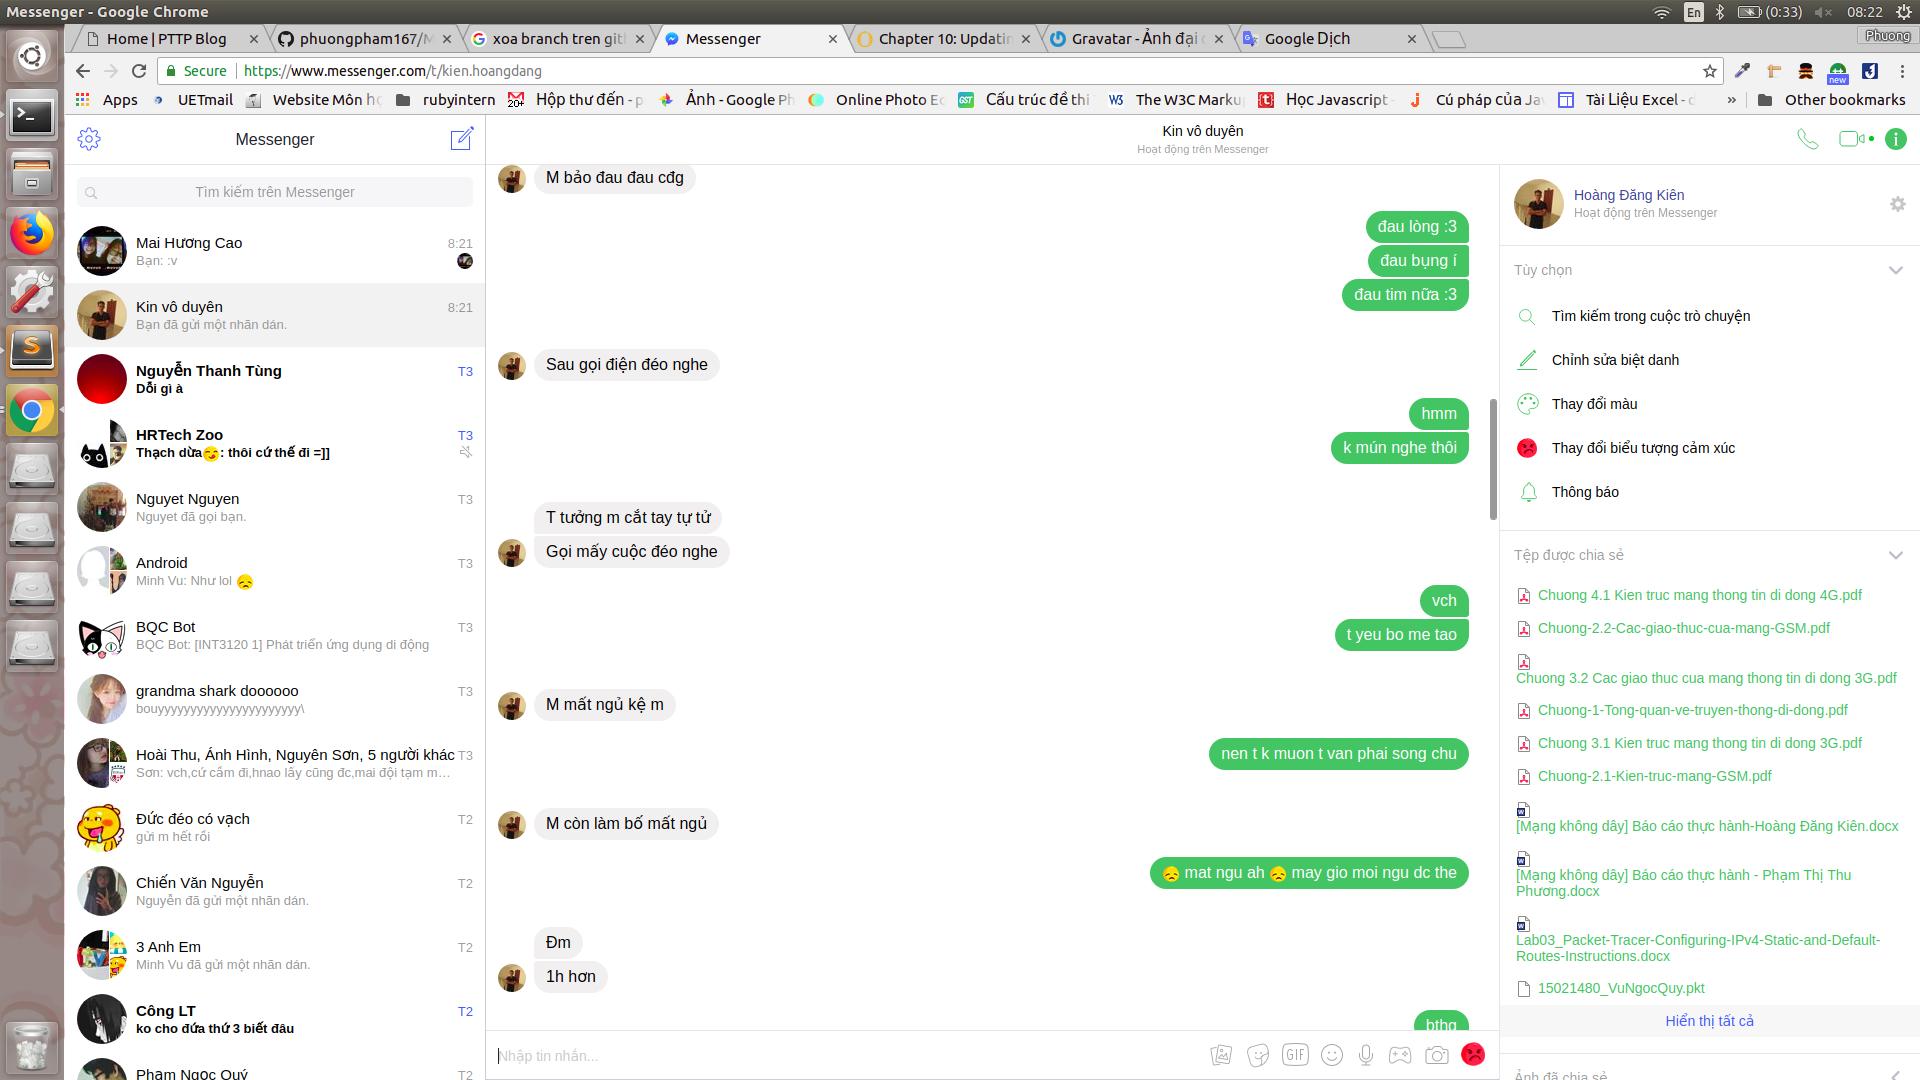 Messenger - Google Chrome
En
(0:33)
08:22
Home | PTTP Blog
phuongpham167/M
xoa branch tren gith
Messenger
Chapter 10: Updatin
Gravatar - Ảnh đại d
Google Dịch
Phuong
Secure
https://www.messenger.com/t/kien.hoangdang
new
Apps
UETmail
Website Môn họ
rubyintern
20+
Hộp thư đến - p
Ảnh - Google Ph
Online Photo Ed
GST
Cấu trúc đề thi
W3
The W3C Marku
Học Javascript -
Cú pháp của Jav
Tài Liệu Excel - d
»
Other bookmarks
Messenger
Tìm kiếm trên Messenger
Mai Hương Cao
8:21
Bạn: :v
Kin vô duyên
8:21
Bạn đã gửi một nhãn dán.
Nguyễn Thanh Tùng
T3
Dỗi gì à
HRTech Zoo
T3
Thạch dừa😋: thôi cứ thế đi =]]
Nguyet Nguyen
T3
Nguyet đã gọi bạn.
Android
T3
Minh Vu: Như lol 😞
BQC Bot
T3
BQC Bot: [INT3120 1] Phát triển ứng dụng di động
grandma shark doooooo
T3
bouyyyyyyyyyyyyyyyyyyyyyy\
Hoài Thu, Ánh Hình, Nguyên Sơn, 5 người khác
T3
Sơn: vch,cứ cầm đi,hnao lây cũng đc,mai đội tạm m…
Đức đéo có vạch
T2
gửi m hết rồi
Chiến Văn Nguyễn
T2
Nguyễn đã gửi một nhãn dán.
3 Anh Em
T2
Minh Vu đã gửi một nhãn dán.
Công LT
T2
ko cho đứa thứ 3 biết đâu
Phạm Ngọc Quý
T2
Kin vô duyên
Hoạt động trên Messenger
M bảo đau đau cđg
đau lòng :3
đau bụng í
đau tim nữa :3
Sau gọi điện đéo nghe
hmm
k mún nghe thôi
T tưởng m cắt tay tự tử
Gọi mấy cuộc đéo nghe
vch
t yeu bo me tao
M mất ngủ kệ m
nen t k muon t van phai song chu
M còn làm bố mất ngủ
😞 mat ngu ah 😞 may gio moi ngu dc the
Đm
1h hơn
bthg
Nhập tin nhắn...
GIF
Hoàng Đăng Kiên
Hoạt động trên Messenger
Tùy chọn
Tìm kiếm trong cuộc trò chuyện
Chỉnh sửa biệt danh
Thay đổi màu
Thay đổi biểu tượng cảm xúc
Thông báo
Tệp được chia sẻ
Chuong 4.1 Kien truc mang thong tin di dong 4G.pdf
Chuong-2.2-Cac-giao-thuc-cua-mang-GSM.pdf
Chuong 3.2 Cac giao thuc cua mang thong tin di dong 3G.pdf
Chuong-1-Tong-quan-ve-truyen-thong-di-dong.pdf
Chuong 3.1 Kien truc mang thong tin di dong 3G.pdf
Chuong-2.1-Kien-truc-mang-GSM.pdf
[Mạng không dây] Báo cáo thực hành-Hoàng Đăng Kiên.docx
[Mạng không dây] Báo cáo thực hành - Phạm Thị Thu
Phương.docx
Lab03_Packet-Tracer-Configuring-IPv4-Static-and-Default-
Routes-Instructions.docx
15021480_VuNgocQuy.pkt
Hiển thị tất cả
Ảnh đã chia sẻ